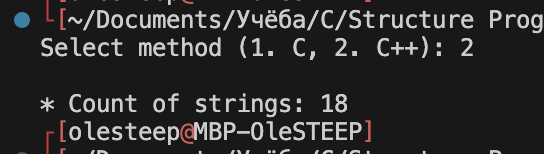 [~/Documents/Учёба/C/Structure Prog
Select method (1. C, 2. C++): 2
* Count of strings: 18
[olesteep@MBP-OleSTEEP]